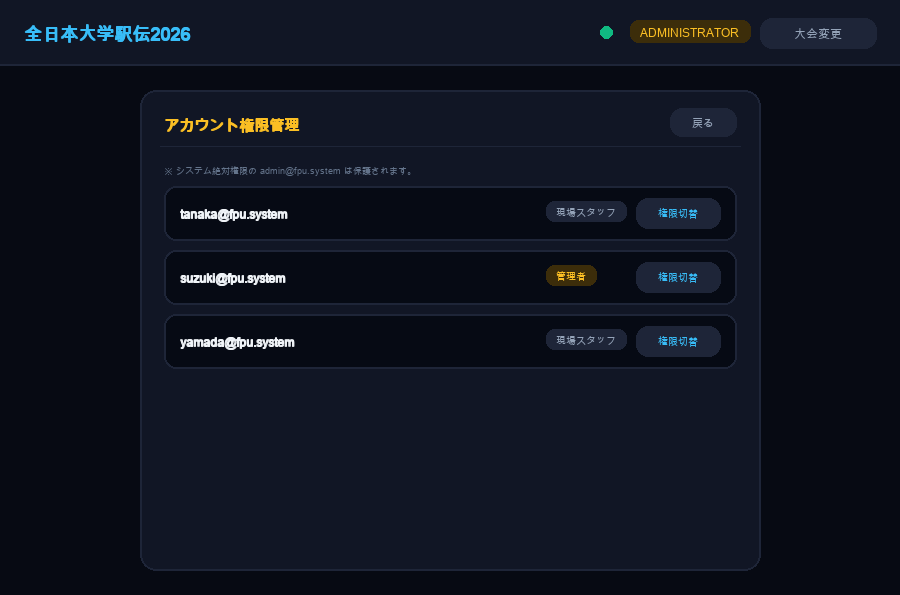 全日本大学駅伝2026 ADMINISTRATOR 大会変更
アカウント権限管理 戻る
※ システム絶対権限の admin@fpu.system は保護されます。
tanaka@fpu.system 現場スタッフ 権限切替
suzuki@fpu.system 管理者 権限切替
yamada@fpu.system 現場スタッフ 権限切替